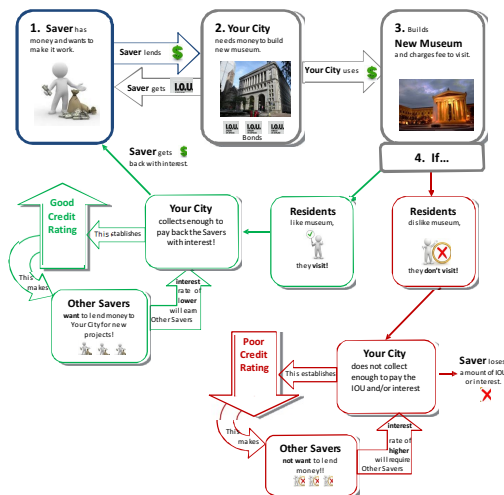 1. Saver has
money and wants to
make it work.
Saver lends $
Saver gets I.O.U.
2. Your City
needs money to build
new museum.
I.O.U. I.O.U. I.O.U.
Bonds
Your City uses $
3. Builds
New Museum
and charges fee to visit.
4. If...
Saver gets $
back with interest.
Good
Credit
Rating
This establishes
Your City
collects enough to
pay back the Savers
with interest!
Residents
like museum,
they visit!
Residents
dislike museum,
they don't visit!
This
makes
Other Savers
want to lend money to
Your City for new
projects!
interest
rate of
lower
will earn
Other Savers
Poor
Credit
Rating
This establishes
Your City
does not collect
enough to pay the
IOU and/or interest
Saver loses
amount of IOU
or interest.
This
makes
Other Savers
not want to lend
money!!
interest
rate of
higher
will require
Other Savers